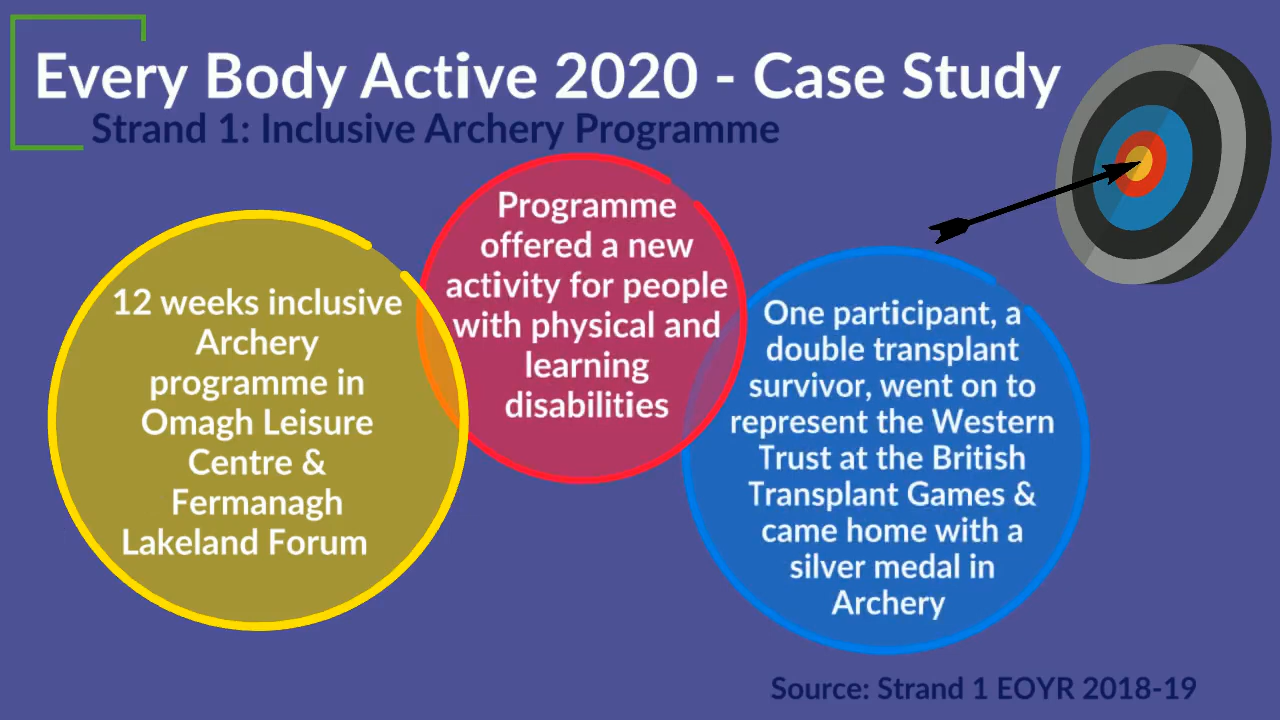 Every Body Active 2020 - Case Study
Strand 1: Inclusive Archery Programme
12 weeks inclusive
Archery
programme in
Omagh Leisure
Centre &
Fermanagh
Lakeland Forum
Programme
offered a new
activity for people
with physical and
learning
disabilities
One participant, a
double transplant
survivor, went on to
represent the Western
Trust at the British
Transplant Games &
came home with a
silver medal in
Archery
Source: Strand 1 EOYR 2018-19